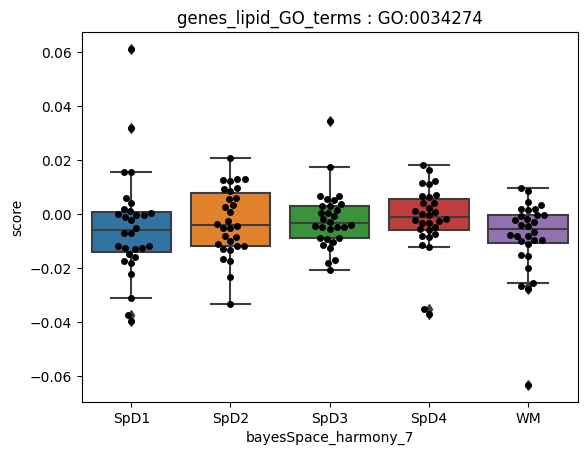 genes_lipid_GO_terms : GO:0034274
0.06
0.04
0.02
0.00
−0.02
−0.04
−0.06
score
SpD1 SpD2 SpD3 SpD4 WM
bayesSpace_harmony_7